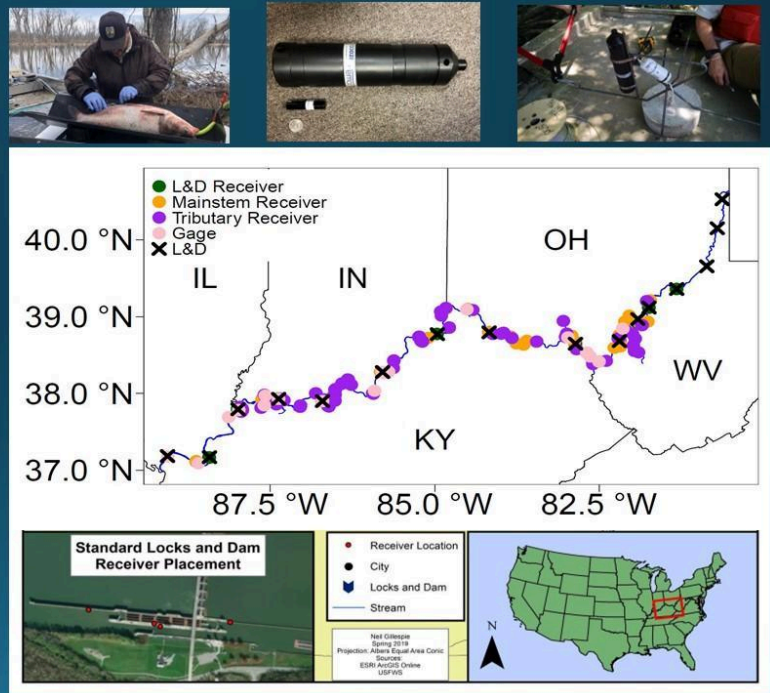 L&D Receiver
Mainstem Receiver
Tributary Receiver
Gage
L&D
40.0 °N
39.0 °N
38.0 °N
37.0 °N
IL
IN
OH
WV
KY
87.5 °W
85.0 °W
82.5 °W
Standard Locks and Dam
Receiver Placement
Receiver Location
City
Locks and Dam
Stream
Neil Gillespie
Spring 2018
Projection: Albers Equal Area Conic
Sources:
ESRI ArcGIS Online
USFWS
N